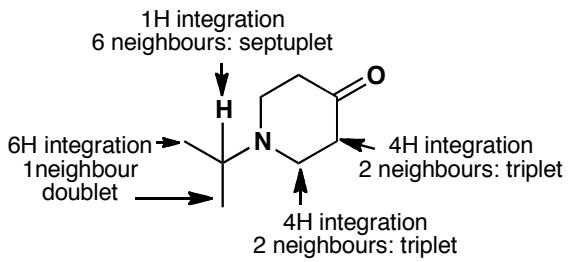 1H integration
6 neighbours: septuplet
H
O
N
6H integration
1neighbour
doublet
4H integration
2 neighbours: triplet
4H integration
2 neighbours: triplet